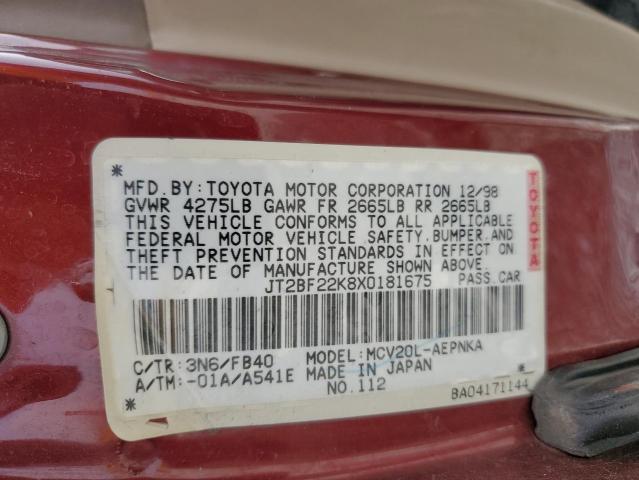 MFD.BY:TOYOTA MOTOR CORPORATION 12/98
GVWR 4275LB GAWR FR 2665LB RR 2665LB
THIS VEHICLE CONFORMS TO ALL APPLICABLE
FEDERAL MOTOR VEHICLE SAFETY,BUMPER,AND
THEFT PREVENTION STANDARDS IN EFFECT ON
THE DATE OF MANUFACTURE SHOWN ABOVE.
JT2BF22K8X0181675 PASS.CAR
TOYOTA
C/TR:3N6/FB40 MODEL:MCV20L-AEPNKA
A/TM:-01A/A541E MADE IN JAPAN
NO.112
BA04171144